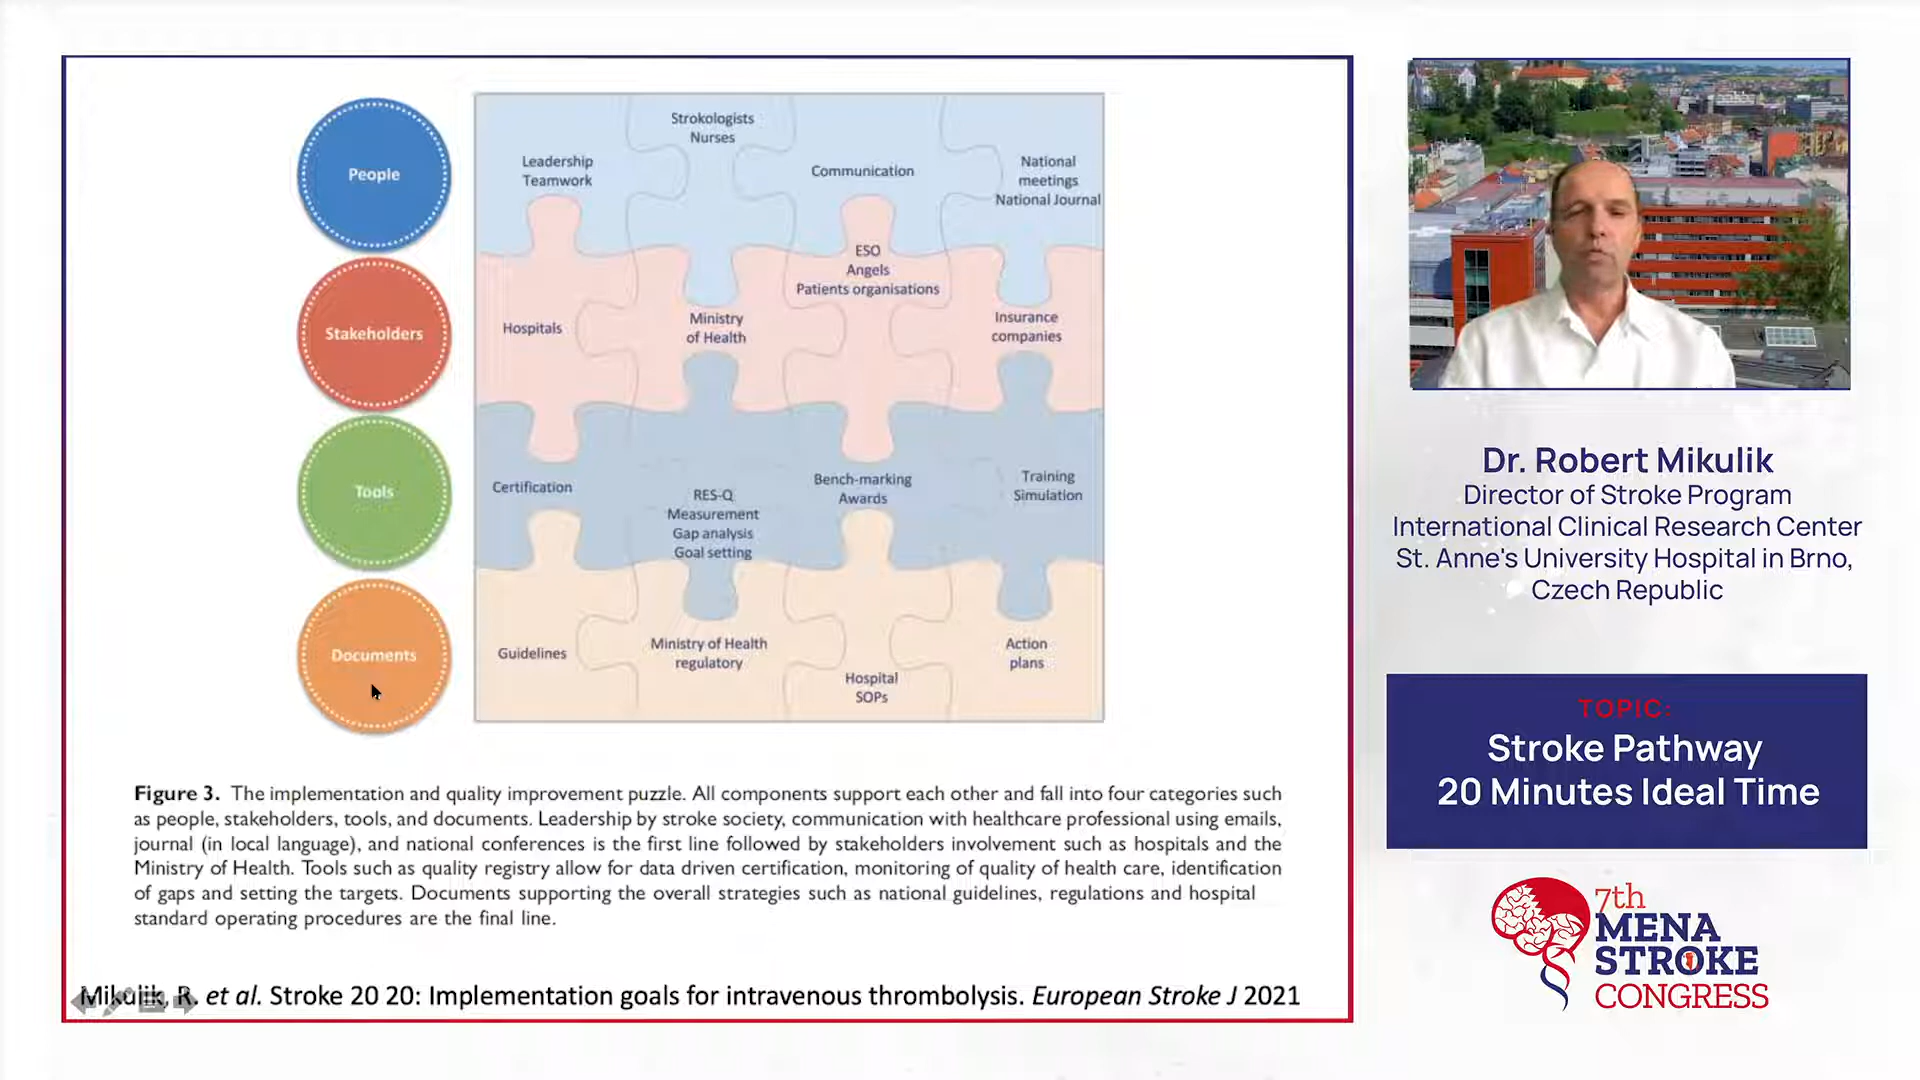 People
Stakeholders
Tools
Documents
Leadership
Teamwork
Strokologists
Nurses
Communication
National
meetings
National Journal
Hospitals
Ministry
of Health
ESO
Angels
Patients organisations
Insurance
companies
Certification
RES-Q
Measurement
Gap analysis
Goal setting
Bench-marking
Awards
Training
Simulation
Guidelines
Ministry of Health
regulatory
Hospital
SOPs
Action
plans
Figure 3. The implementation and quality improvement puzzle. All components support each other and fall into four categories such
as people, stakeholders, tools, and documents. Leadership by stroke society, communication with healthcare professional using emails,
journal (in local language), and national conferences is the first line followed by stakeholders involvement such as hospitals and the
Ministry of Health. Tools such as quality registry allow for data driven certification, monitoring of quality of health care, identification
of gaps and setting the targets. Documents supporting the overall strategies such as national guidelines, regulations and hospital
standard operating procedures are the final line.
Mikulik, R. et al. Stroke 20 20: Implementation goals for intravenous thrombolysis. European Stroke J 2021
Dr. Robert Mikulik
Director of Stroke Program
International Clinical Research Center
St. Anne's University Hospital in Brno,
Czech Republic
TOPIC:
Stroke Pathway
20 Minutes Ideal Time
7th
MENA
STROKE
CONGRESS